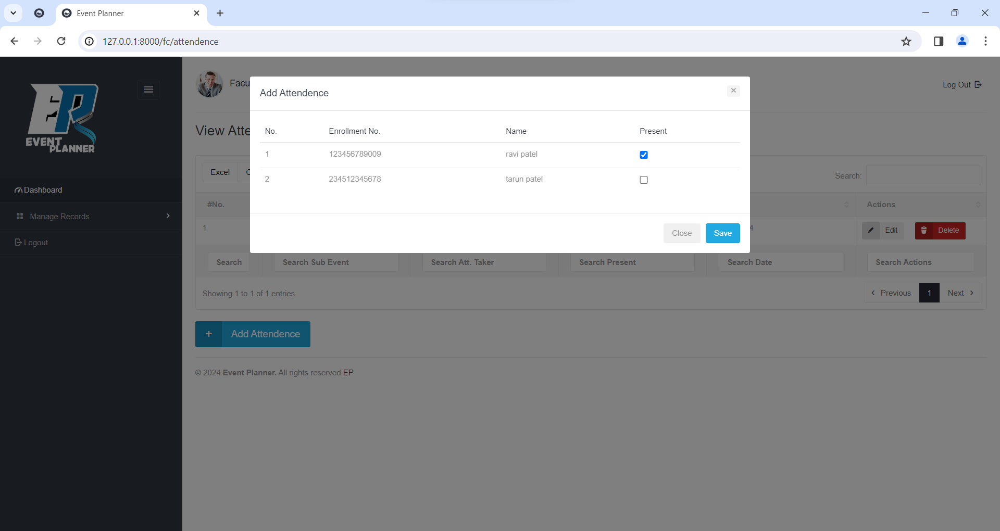 Event Planner
127.0.0.1:8000/fc/attendence
EVENT
PLANNER
Facu
Log Out
Add Attendence
View Atte
No. Enrollment No. Name Present
1 123456789009 ravi patel
2 234512345678 tarun patel
Close Save
Excel
Search:
Dashboard
Manage Records
Logout
#No. Actions
1 4 Edit Delete
Search Search Sub Event Search Att. Taker Search Present Search Date Search Actions
Showing 1 to 1 of 1 entries
Previous 1 Next
+ Add Attendence
© 2024 Event Planner. All rights reserved.EP